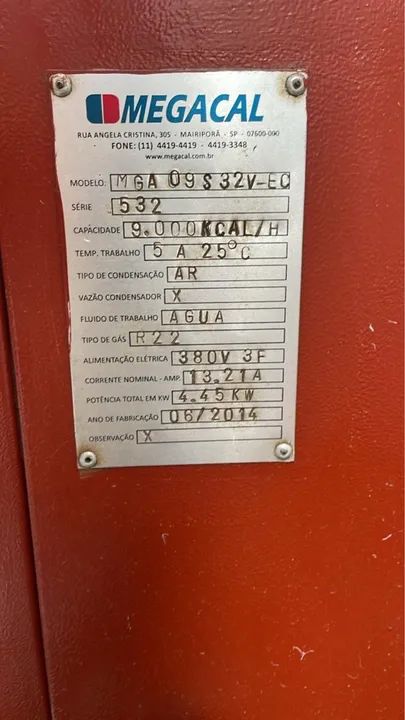 MEGACAL
RUA ANGELA CRISTINA, 305 - MAIRIPORÃ - SP - 07600-000
FONE: (11) 4419-4419 - 4419-3348
www.megacal.com.br
MODELO: MGA 09S32V-EC
SÉRIE 532
CAPACIDADE 9.000KCAL/H
TEMP. TRABALHO 5 A 25°C
TIPO DE CONDENSAÇÃO AR
VAZÃO CONDENSADOR X
FLUIDO DE TRABALHO AGUA
TIPO DE GÁS R22
ALIMENTAÇÃO ELÉTRICA 380V 3F
CORRENTE NOMINAL - AMP. 13.21A
POTÊNCIA TOTAL EM KW 4.45KW
ANO DE FABRICAÇÃO 06/2014
OBSERVAÇÃO X